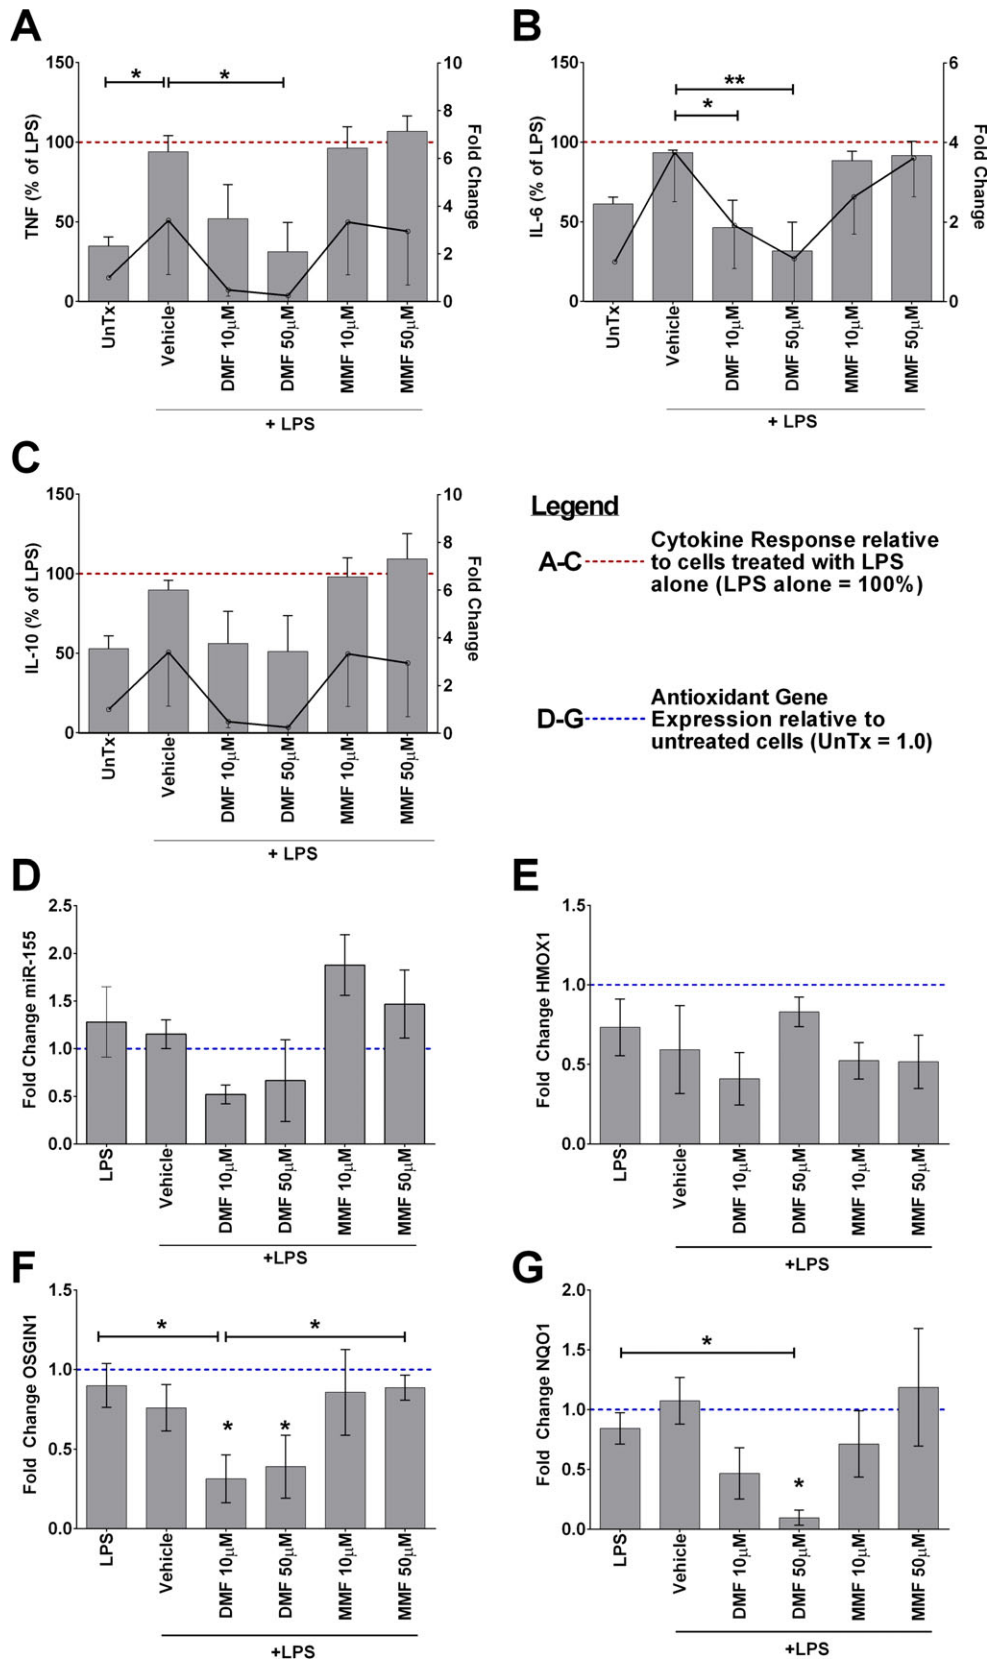 A
TNF (% of LPS)
150
100
50
0
10
8
6
4
2
0
Fold Change
*
*
UnTx
Vehicle
DMF 10µM
DMF 50µM
MMF 10µM
MMF 50µM
+ LPS
B
IL-6 (% of LPS)
150
100
50
0
6
4
2
0
Fold Change
**
*
UnTx
Vehicle
DMF 10µM
DMF 50µM
MMF 10µM
MMF 50µM
+ LPS
C
IL-10 (% of LPS)
150
100
50
0
10
8
6
4
2
0
Fold Change
UnTx
Vehicle
DMF 10µM
DMF 50µM
MMF 10µM
MMF 50µM
+ LPS
Legend
A-C
Cytokine Response relative
to cells treated with LPS
alone (LPS alone = 100%)
D-G
Antioxidant Gene
Expression relative to
untreated cells (UnTx = 1.0)
D
Fold Change miR-155
2.5
2.0
1.5
1.0
0.5
0.0
LPS
Vehicle
DMF 10µM
DMF 50µM
MMF 10µM
MMF 50µM
+LPS
E
Fold Change HMOX1
1.5
1.0
0.5
0.0
LPS
Vehicle
DMF 10µM
DMF 50µM
MMF 10µM
MMF 50µM
+LPS
F
Fold Change OSGIN1
1.5
1.0
0.5
0.0
*
*
*
*
LPS
Vehicle
DMF 10µM
DMF 50µM
MMF 10µM
MMF 50µM
+LPS
G
Fold Change NQO1
2.0
1.5
1.0
0.5
0.0
*
*
LPS
Vehicle
DMF 10µM
DMF 50µM
MMF 10µM
MMF 50µM
+LPS